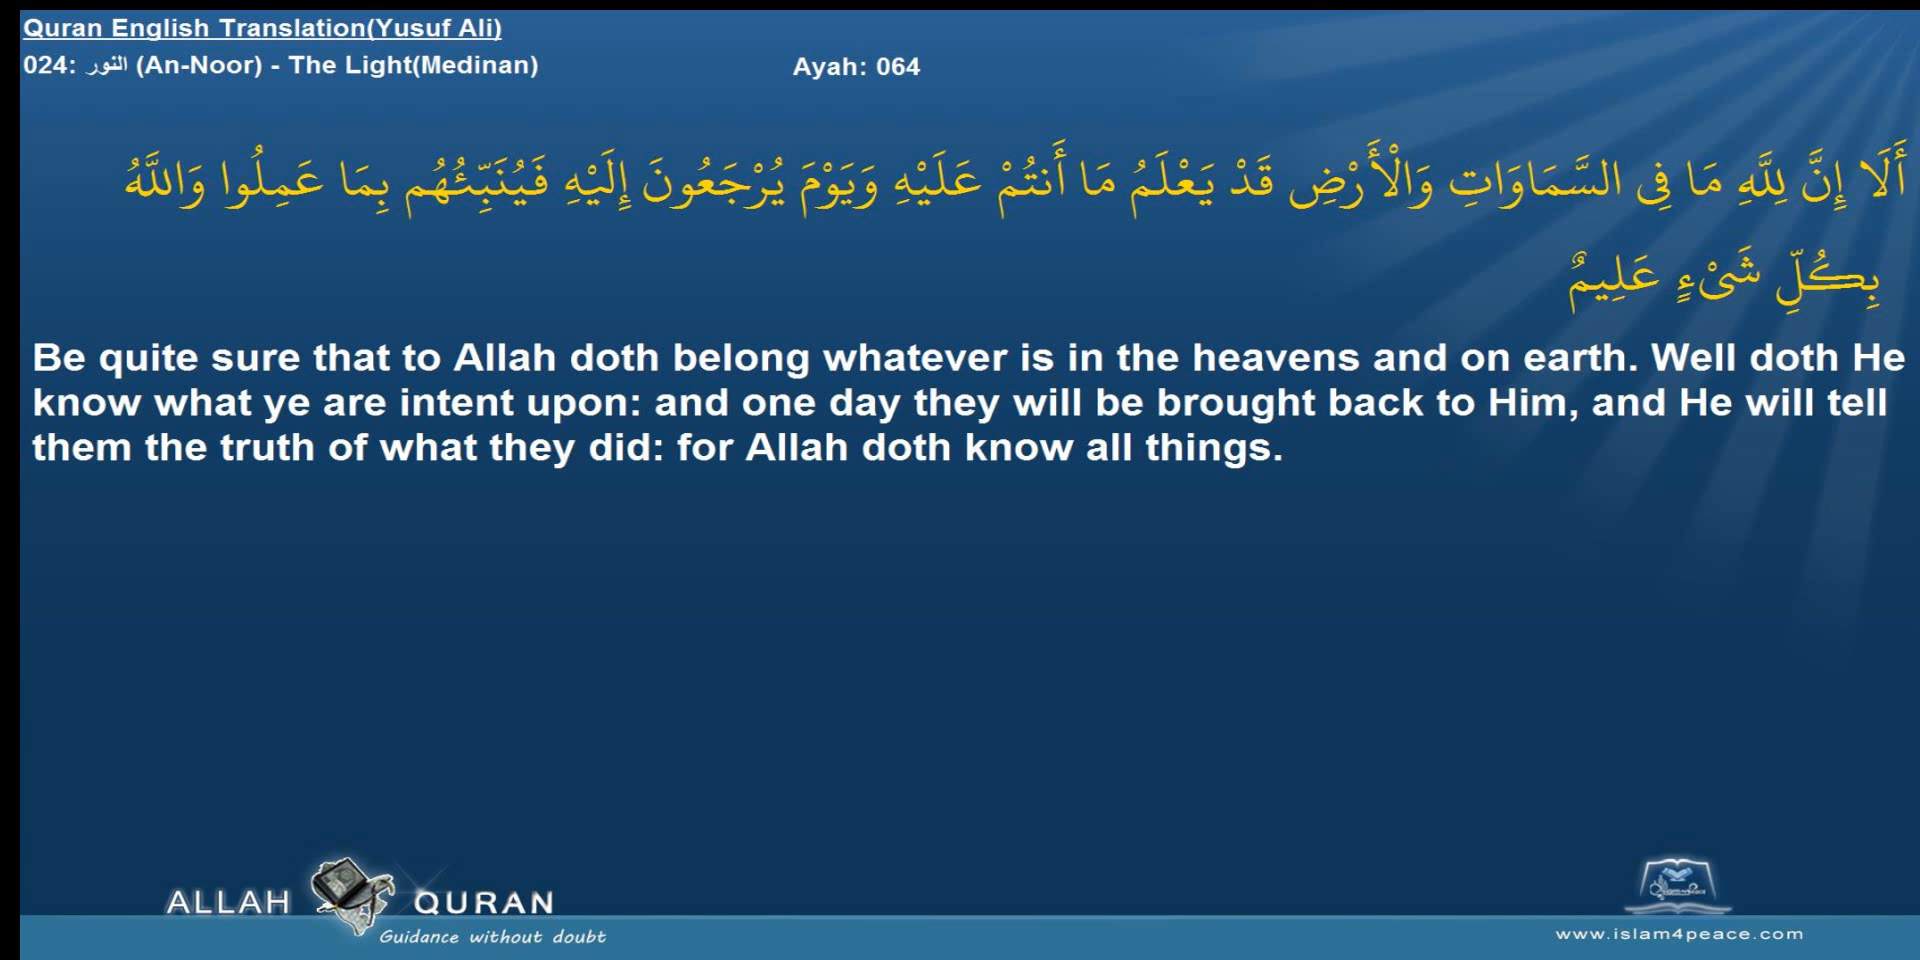 Quran English Translation(Yusuf Ali)
024: النور (An-Noor) - The Light(Medinan) Ayah: 064
أَلَا إِنَّ لِلَّهِ مَا فِي السَّمَاوَاتِ وَالْأَرْضِ قَدْ يَعْلَمُ مَا أَنتُمْ عَلَيْهِ وَيَوْمَ يُرْجَعُونَ إِلَيْهِ فَيُنَبِّئُهُم بِمَا عَمِلُوا وَاللَّهُ
بِكُلِّ شَيْءٍ عَلِيمٌ
Be quite sure that to Allah doth belong whatever is in the heavens and on earth. Well doth He
know what ye are intent upon: and one day they will be brought back to Him, and He will tell
them the truth of what they did: for Allah doth know all things.
ALLAH QURAN
Guidance without doubt
www.islam4peace.com